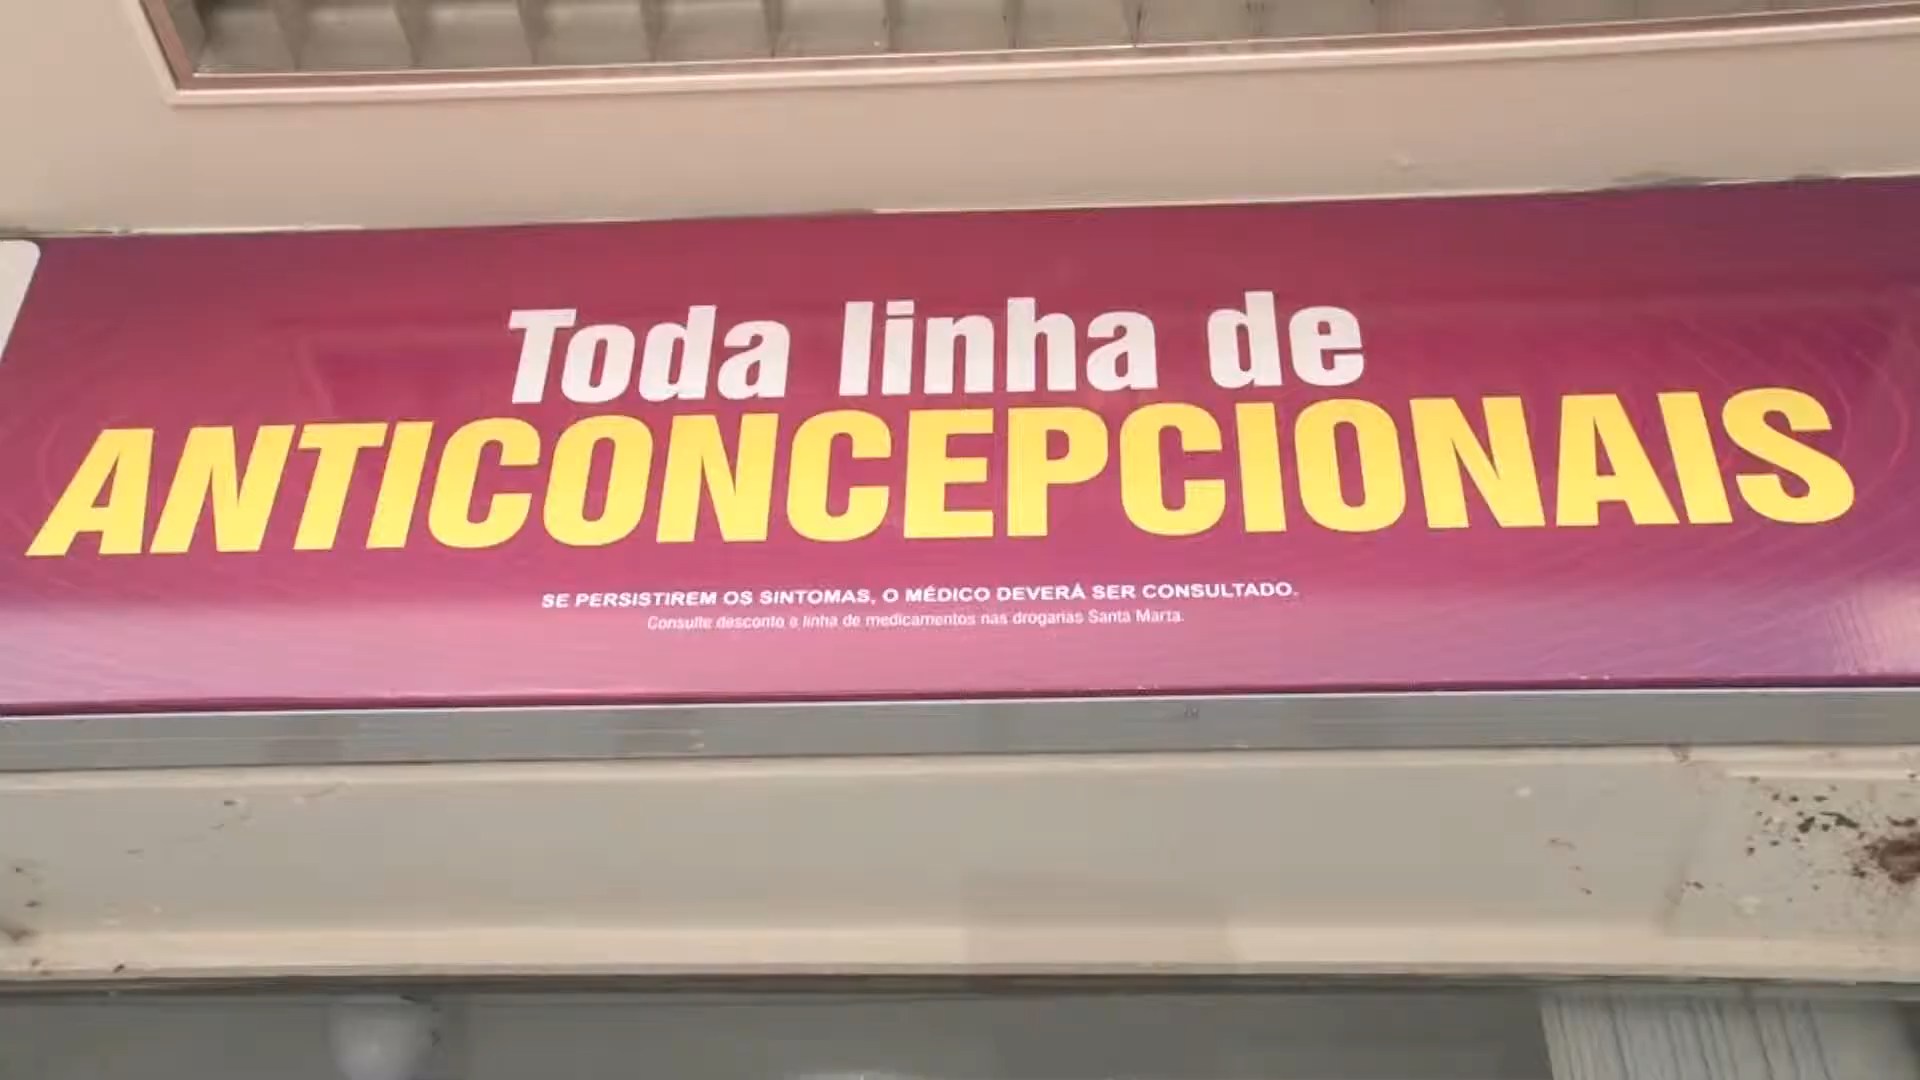 Toda linha de
ANTICONCEPCIONAIS
SE PERSISTIREM OS SINTOMAS, O MÉDICO DEVERÁ SER CONSULTADO.
Consulte desconto e linha de medicamentos nas drogarias Santa Marta.